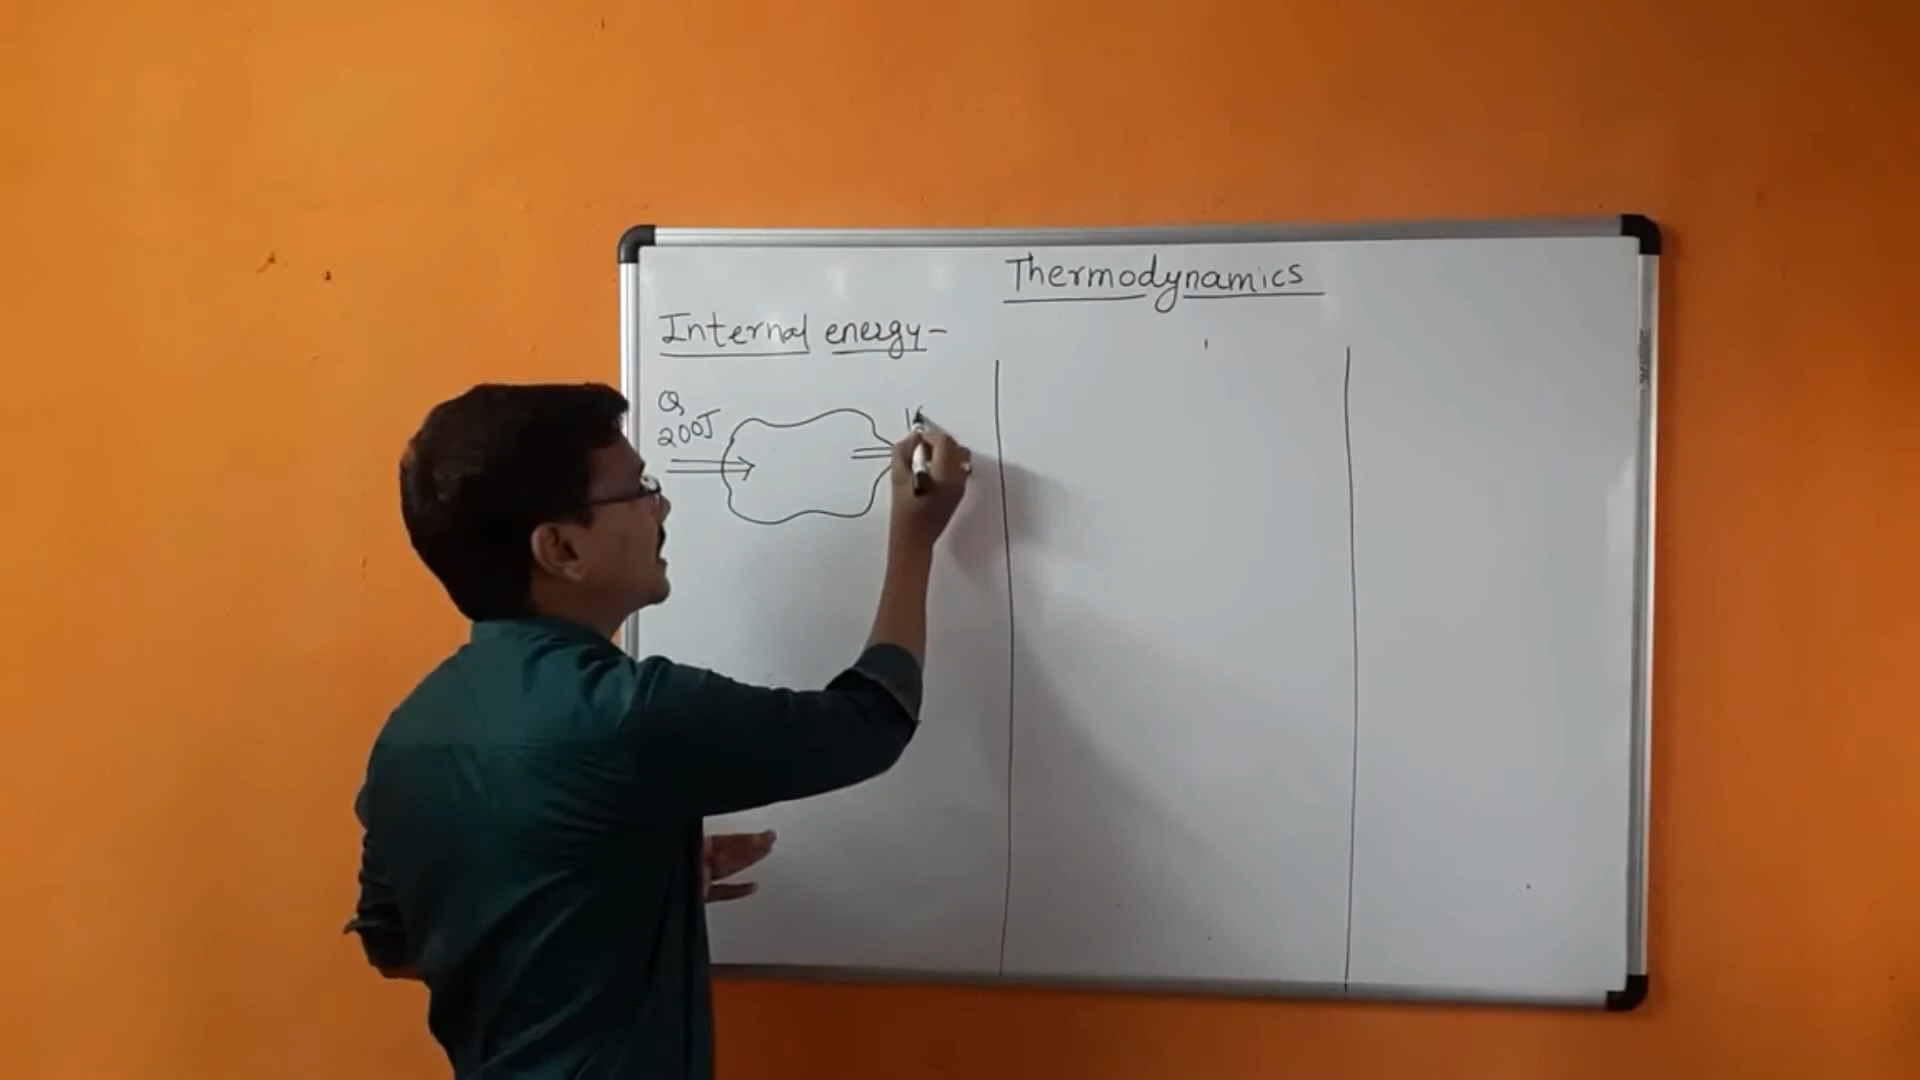 Thermodynamics
Internal energy-
Q
200J